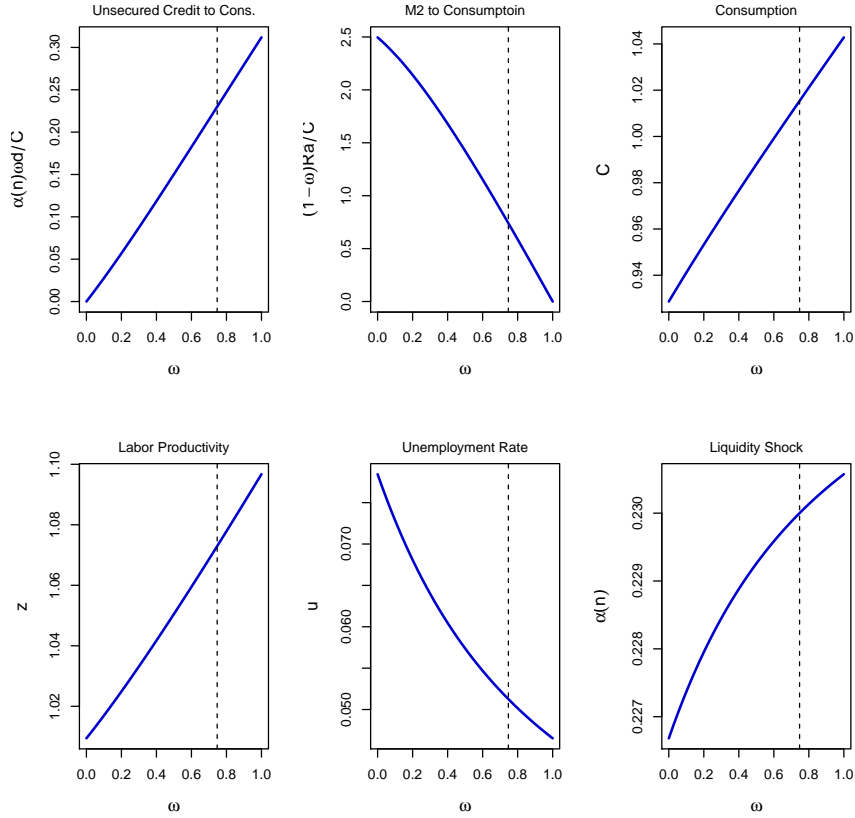 Unsecured Credit to Cons.
α(n)ωd/C
0.00 0.05 0.10 0.15 0.20 0.25 0.30
0.0 0.2 0.4 0.6 0.8 1.0
ω
M2 to Consumptoin
(1−ω)Ra/C
0.0 0.5 1.0 1.5 2.0 2.5
0.0 0.2 0.4 0.6 0.8 1.0
ω
Consumption
C
0.94 0.96 0.98 1.00 1.02 1.04
0.0 0.2 0.4 0.6 0.8 1.0
ω
Labor Productivity
z
1.02 1.04 1.06 1.08 1.10
0.0 0.2 0.4 0.6 0.8 1.0
ω
Unemployment Rate
u
0.050 0.060 0.070
0.0 0.2 0.4 0.6 0.8 1.0
ω
Liquidity Shock
α(n)
0.227 0.228 0.229 0.230
0.0 0.2 0.4 0.6 0.8 1.0
ω